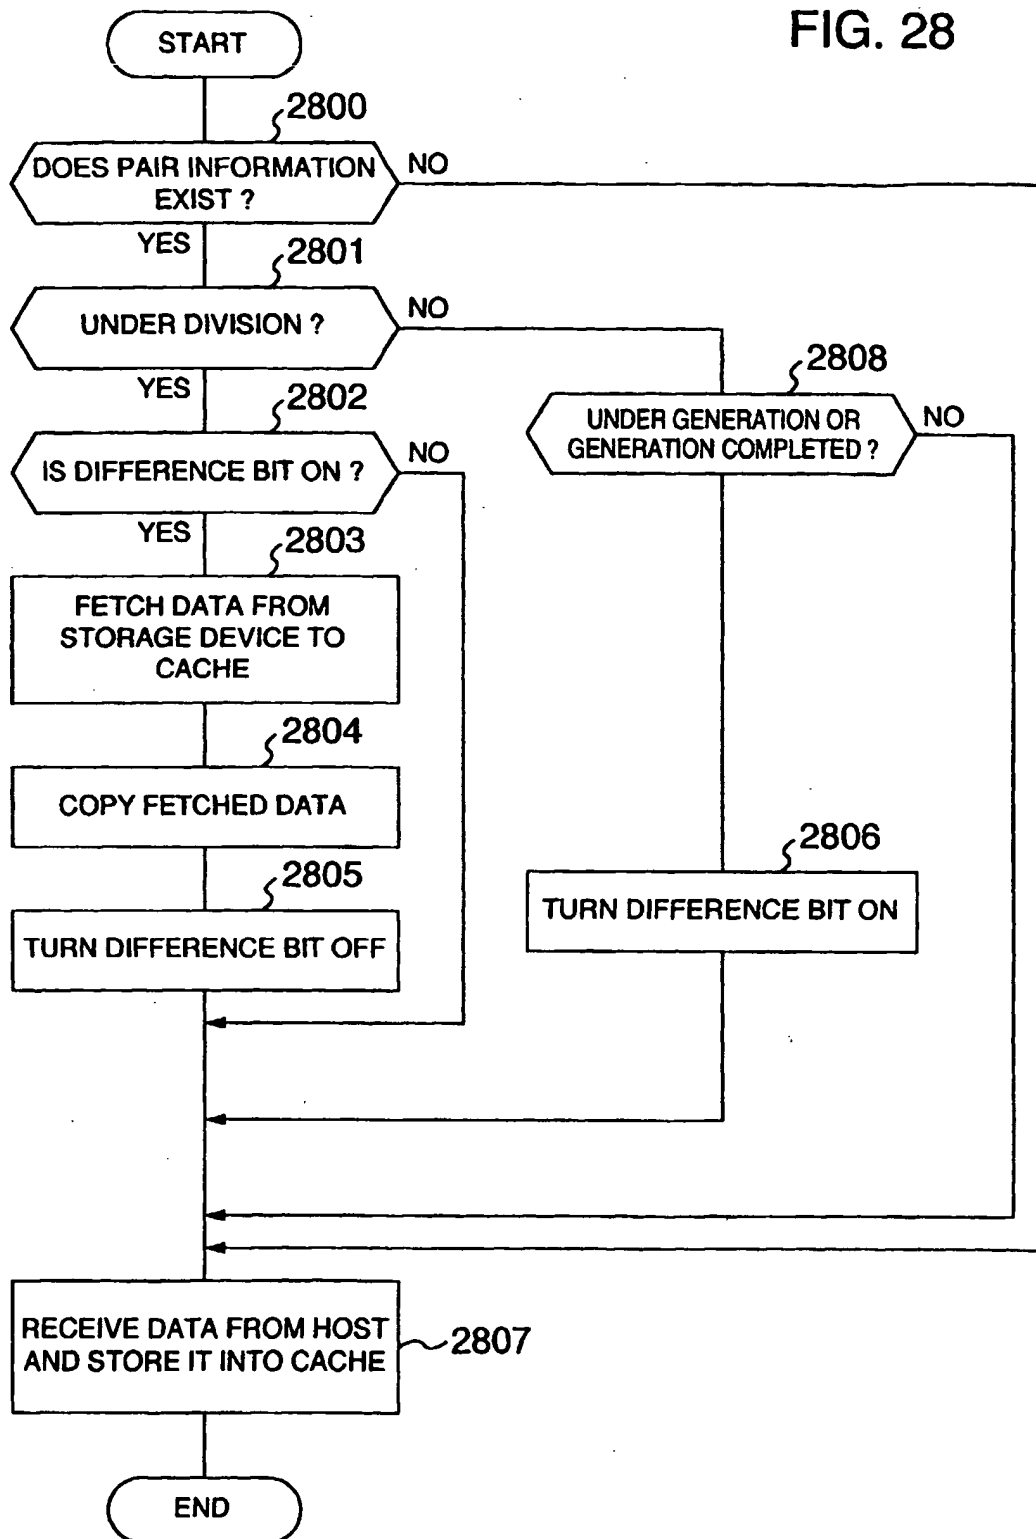 FIG. 28
START
2800
DOES PAIR INFORMATION
EXIST ?
NO
YES
2801
UNDER DIVISION ?
NO
YES
2802
IS DIFFERENCE BIT ON ?
NO
YES
2808
UNDER GENERATION OR
GENERATION COMPLETED ?
NO
2803
FETCH DATA FROM
STORAGE DEVICE TO
CACHE
2804
COPY FETCHED DATA
2805
TURN DIFFERENCE BIT OFF
2806
TURN DIFFERENCE BIT ON
RECEIVE DATA FROM HOST
AND STORE IT INTO CACHE
2807
END